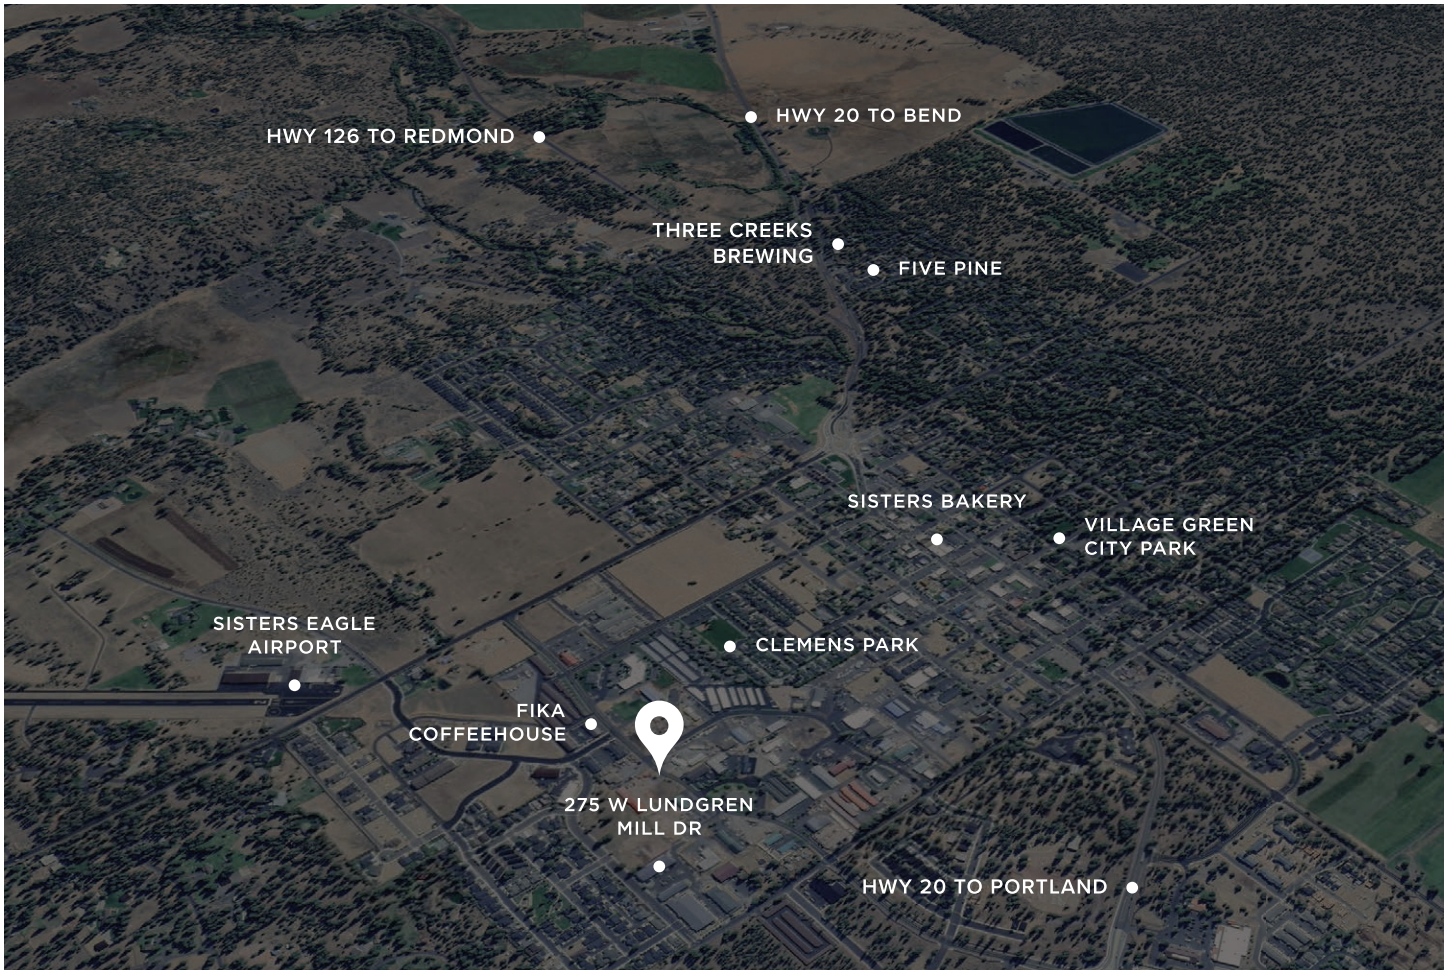 HWY 20 TO BEND
HWY 126 TO REDMOND
THREE CREEKS
BREWING
FIVE PINE
SISTERS BAKERY
VILLAGE GREEN
CITY PARK
SISTERS EAGLE
AIRPORT
CLEMENS PARK
FIKA
COFFEEHOUSE
275 W LUNDGREN
MILL DR
HWY 20 TO PORTLAND